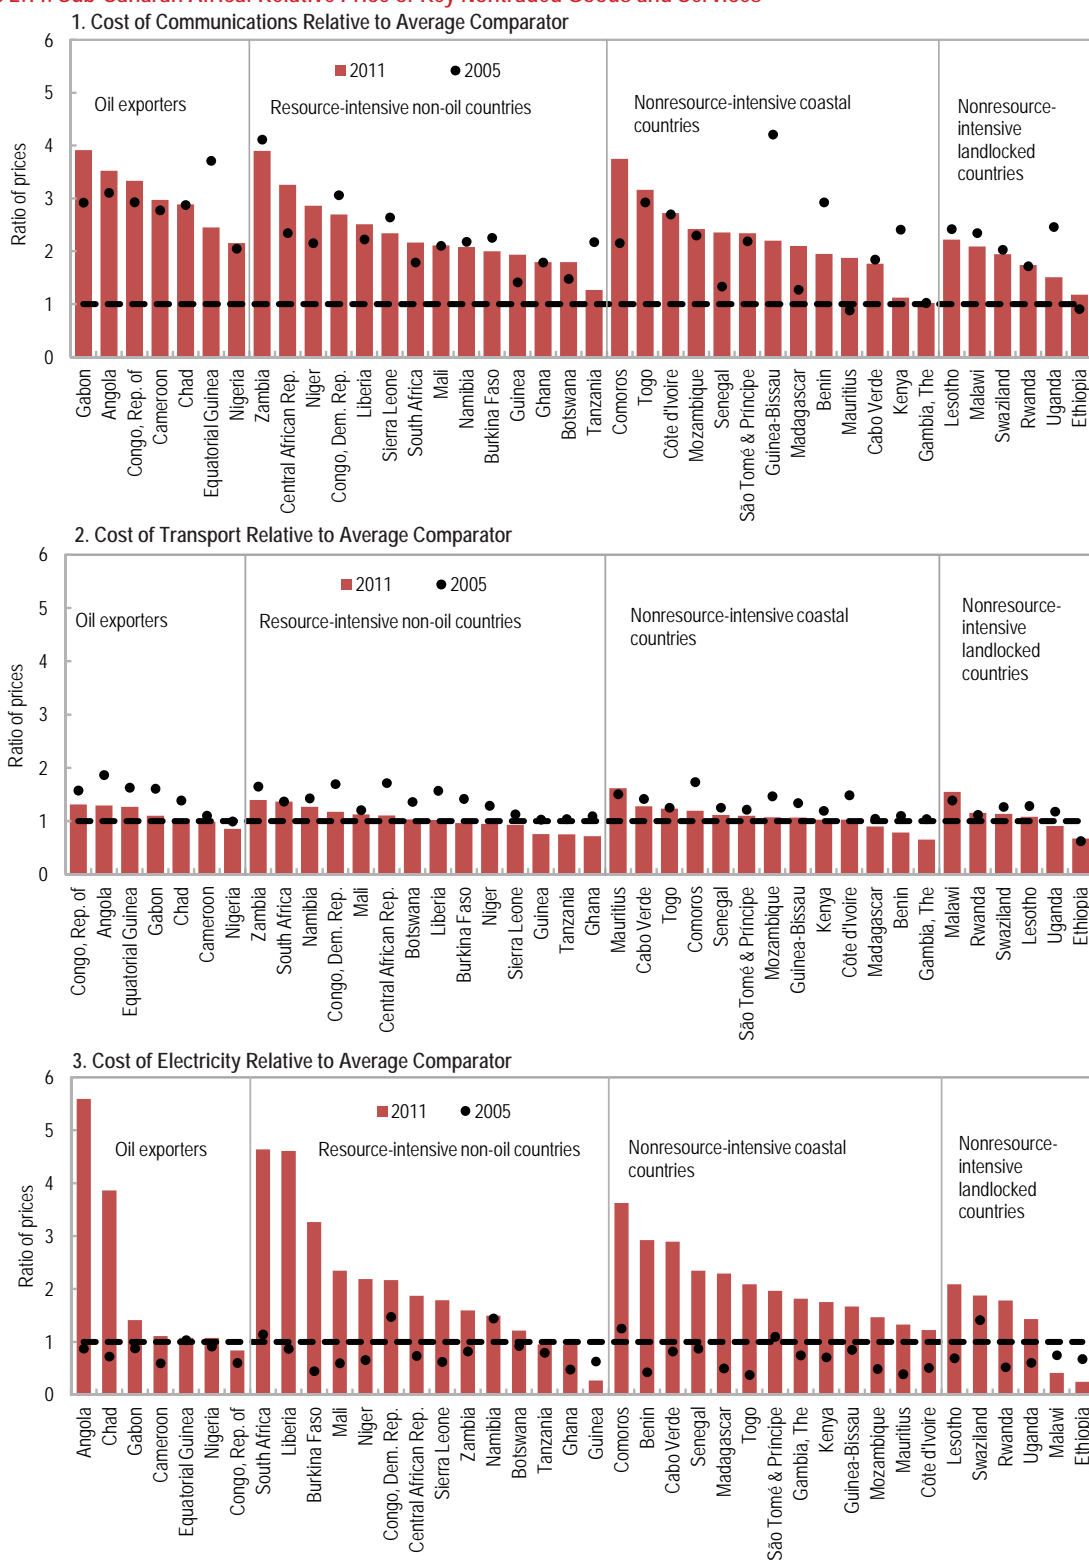 1. Cost of Communications Relative to Average Comparator
6
5
4
3
2
1
0
Ratio of prices
2011
2005
Oil exporters
Resource-intensive non-oil countries
Nonresource-intensive coastal
countries
Nonresource-
intensive
landlocked
countries
Gabon
Angola
Congo, Rep. of
Cameroon
Chad
Equatorial Guinea
Nigeria
Zambia
Central African Rep.
Niger
Congo, Dem. Rep.
Liberia
Sierra Leone
South Africa
Mali
Namibia
Burkina Faso
Guinea
Ghana
Botswana
Tanzania
Comoros
Togo
Côte d'Ivoire
Mozambique
Senegal
São Tomé & Príncipe
Guinea-Bissau
Madagascar
Benin
Mauritius
Cabo Verde
Kenya
Gambia, The
Lesotho
Malawi
Swaziland
Rwanda
Uganda
Ethiopia
2. Cost of Transport Relative to Average Comparator
6
5
4
3
2
1
0
Ratio of prices
2011
2005
Oil exporters
Resource-intensive non-oil countries
Nonresource-intensive coastal
countries
Nonresource-
intensive
landlocked
countries
Congo, Rep. of
Angola
Equatorial Guinea
Gabon
Chad
Cameroon
Nigeria
Zambia
South Africa
Namibia
Congo, Dem. Rep.
Mali
Central African Rep.
Botswana
Liberia
Burkina Faso
Niger
Sierra Leone
Guinea
Tanzania
Ghana
Mauritius
Cabo Verde
Togo
Comoros
Senegal
São Tomé & Príncipe
Mozambique
Guinea-Bissau
Kenya
Côte d'Ivoire
Madagascar
Benin
Gambia, The
Malawi
Rwanda
Swaziland
Lesotho
Uganda
Ethiopia
3. Cost of Electricity Relative to Average Comparator
6
5
4
3
2
1
0
Ratio of prices
2011
2005
Oil exporters
Resource-intensive non-oil countries
Nonresource-intensive coastal
countries
Nonresource-
intensive
landlocked
countries
Angola
Chad
Gabon
Cameroon
Equatorial Guinea
Nigeria
Congo, Rep. of
South Africa
Liberia
Burkina Faso
Mali
Niger
Congo, Dem. Rep.
Central African Rep.
Sierra Leone
Zambia
Namibia
Botswana
Tanzania
Ghana
Guinea
Comoros
Benin
Cabo Verde
Senegal
Madagascar
Togo
São Tomé & Príncipe
Gambia, The
Kenya
Guinea-Bissau
Mozambique
Mauritius
Côte d'Ivoire
Lesotho
Swaziland
Rwanda
Uganda
Malawi
Ethiopia